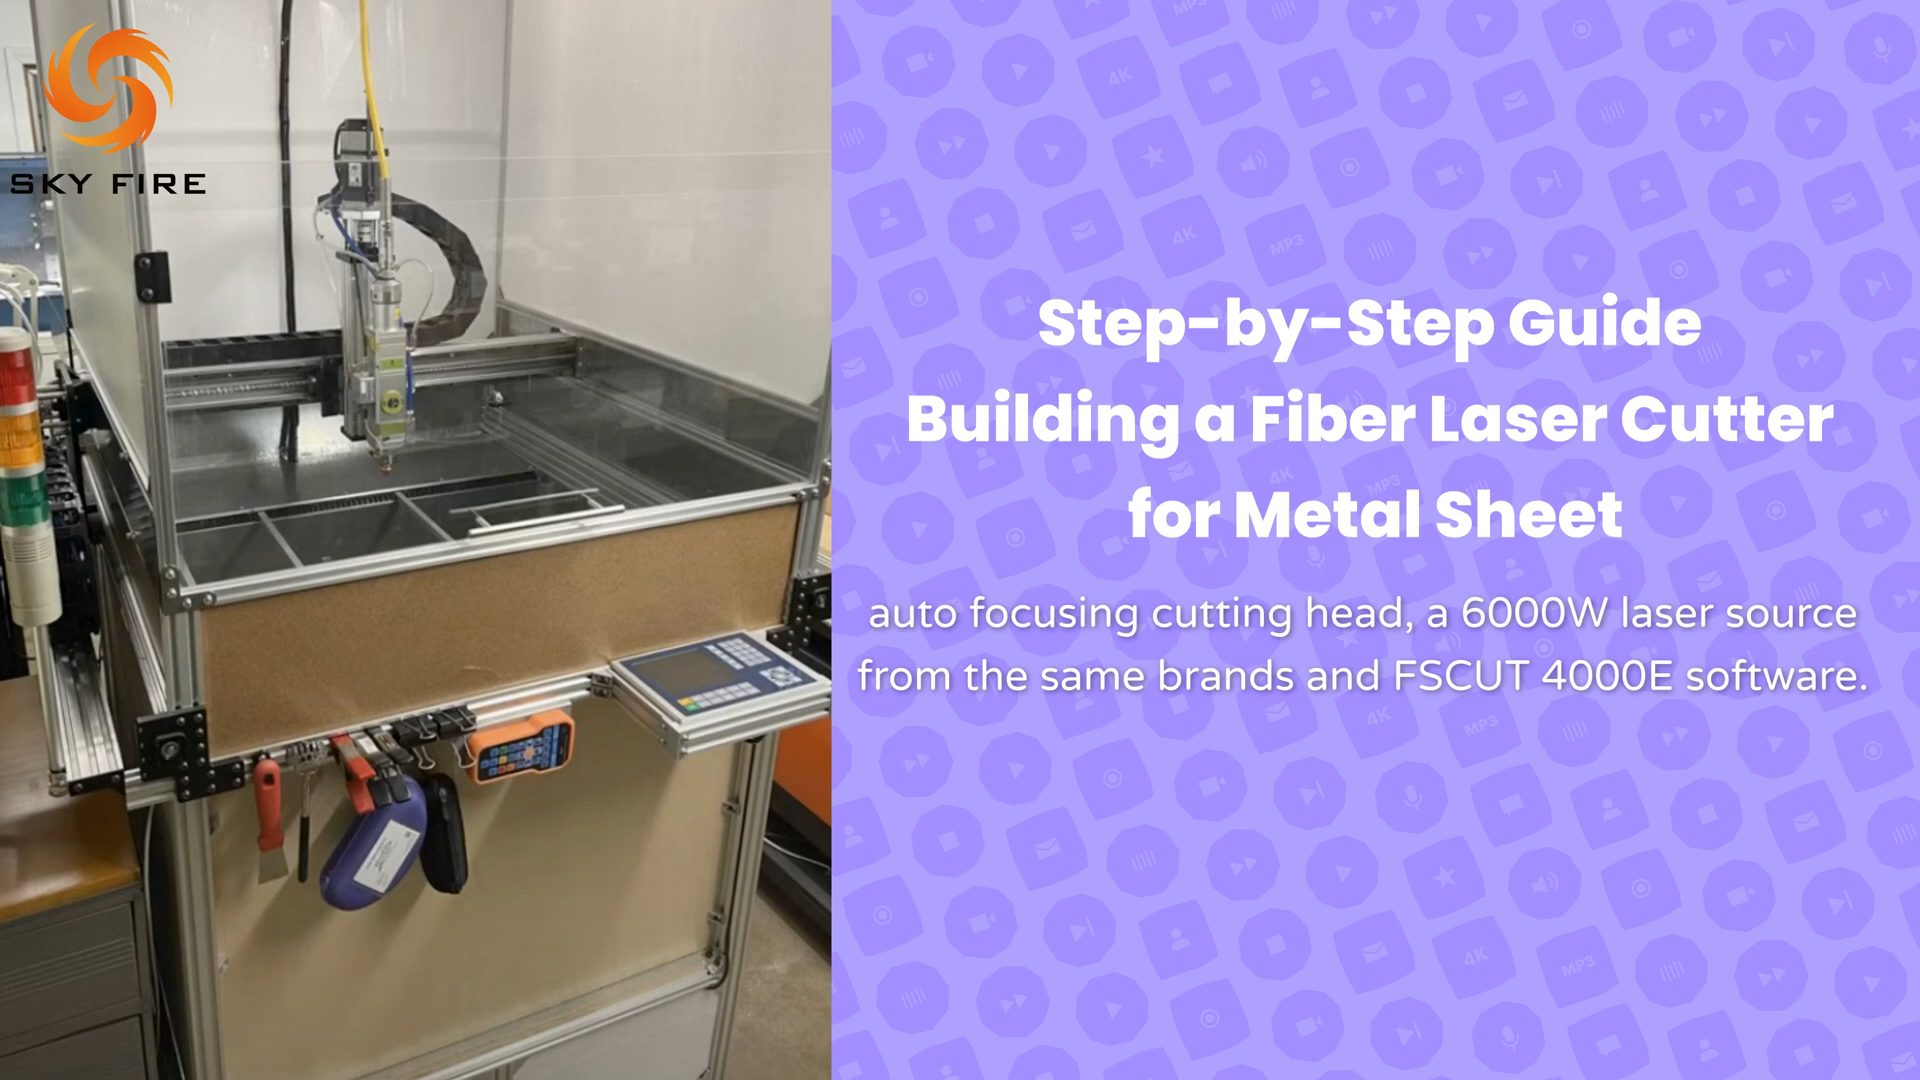 SKY FIRE
Step-by-Step Guide
Building a Fiber Laser Cutter
for Metal Sheet
auto focusing cutting head, a 6000W laser source
from the same brands and FSCUT 4000E software.